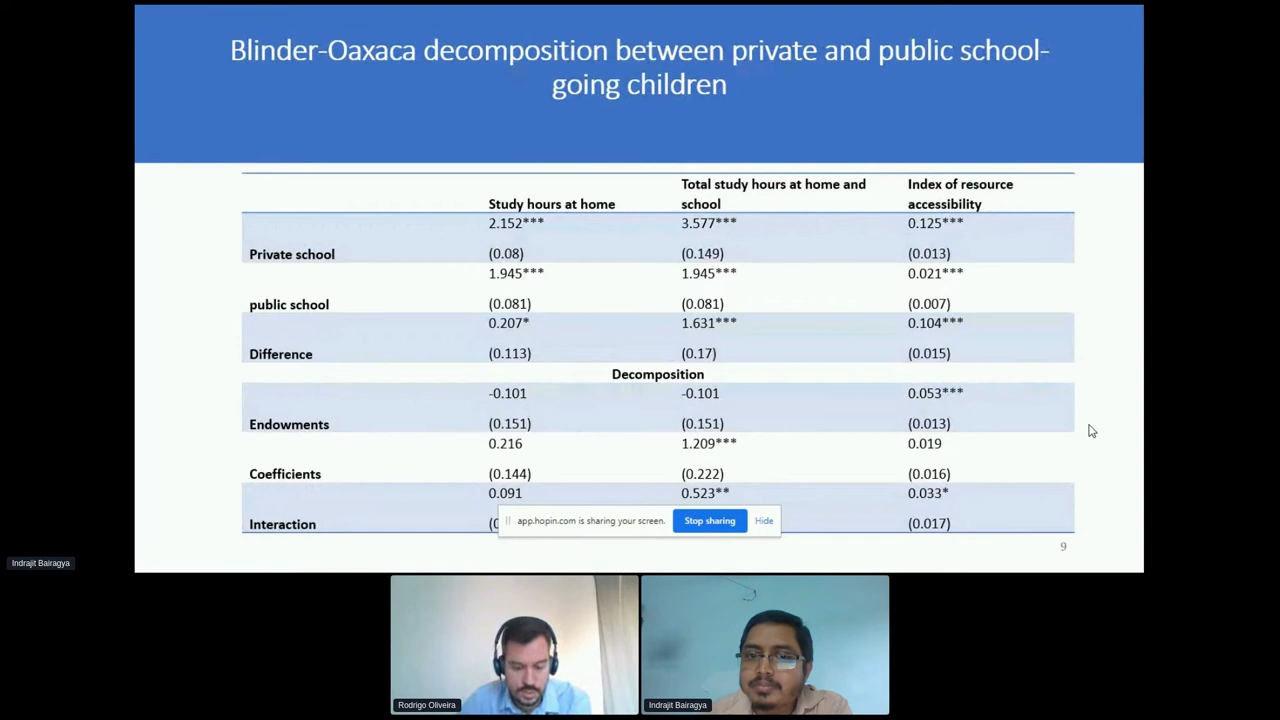 Blinder-Oaxaca decomposition between private and public school-
going children
Study hours at home
Total study hours at home and
school
Index of resource
accessibility
Private school
2.152*** 3.577*** 0.125***
(0.08) (0.149) (0.013)
public school
1.945*** 1.945*** 0.021***
(0.081) (0.081) (0.007)
Difference
0.207* 1.631*** 0.104***
(0.113) (0.17) (0.015)
Decomposition
Endowments
-0.101 -0.101 0.053***
(0.151) (0.151) (0.013)
Coefficients
0.216 1.209*** 0.019
(0.144) (0.222) (0.016)
Interaction
0.091 0.523** 0.033*
(0.017)
app.hopin.com is sharing your screen. Stop sharing Hide
9
Indrajit Bairagya
Rodrigo Oliveira
Indrajit Bairagya